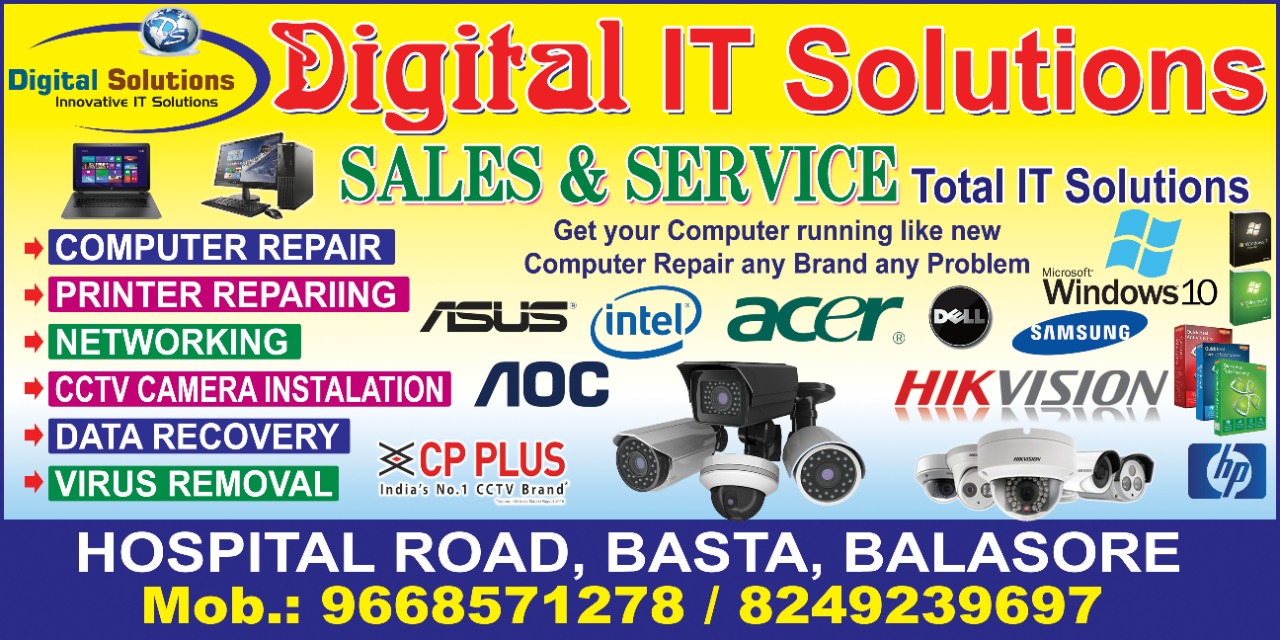 DS
Digital Solutions
Innovative IT Solutions
Digital IT Solutions
SALES & SERVICE
Total IT Solutions
Get your Computer running like new
Computer Repair any Brand any Problem
COMPUTER REPAIR
PRINTER REPARIING
NETWORKING
CCTV CAMERA INSTALATION
DATA RECOVERY
VIRUS REMOVAL
ASUS
intel
acer
DELL
Microsoft
Windows 10
SAMSUNG
AOC
HIKVISION
CP PLUS
India's No.1 CCTV Brand
HIKVISION
hp
HOSPITAL ROAD, BASTA, BALASORE
Mob.: 9668571278 / 8249239697